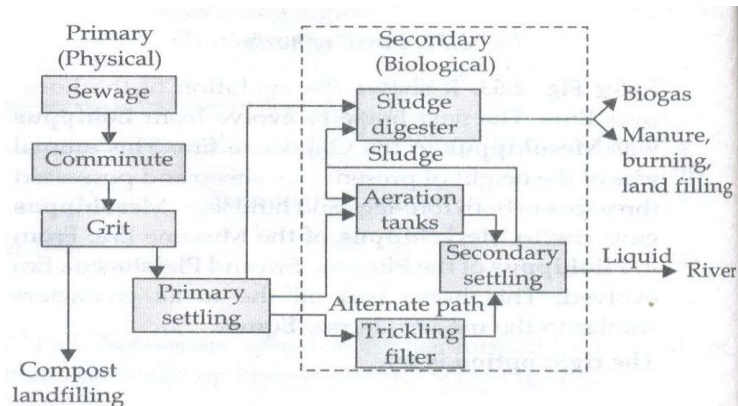 Primary
(Physical)
Sewage
Comminute
Grit
Primary
settling
Compost
landfilling
Secondary
(Biological)
Sludge
digester
Sludge
Aeration
tanks
Secondary
settling
Alternate path
Trickling
filter
Biogas
Manure,
burning,
land filling
Liquid
River